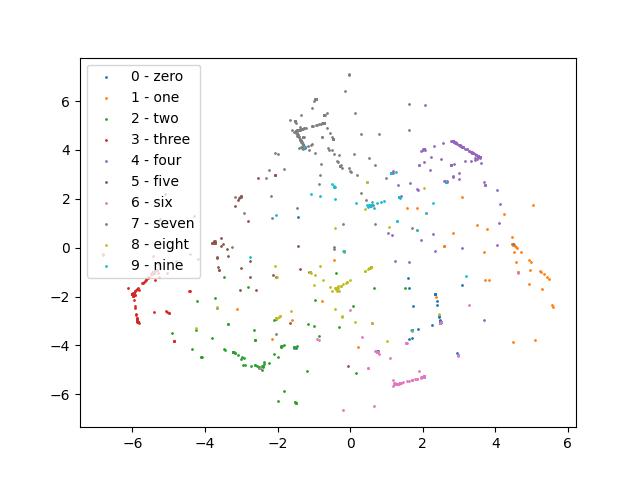 0 - zero
1 - one
2 - two
3 - three
4 - four
5 - five
6 - six
7 - seven
8 - eight
9 - nine
6
4
2
0
−2
−4
−6
−6 −4 −2 0 2 4 6